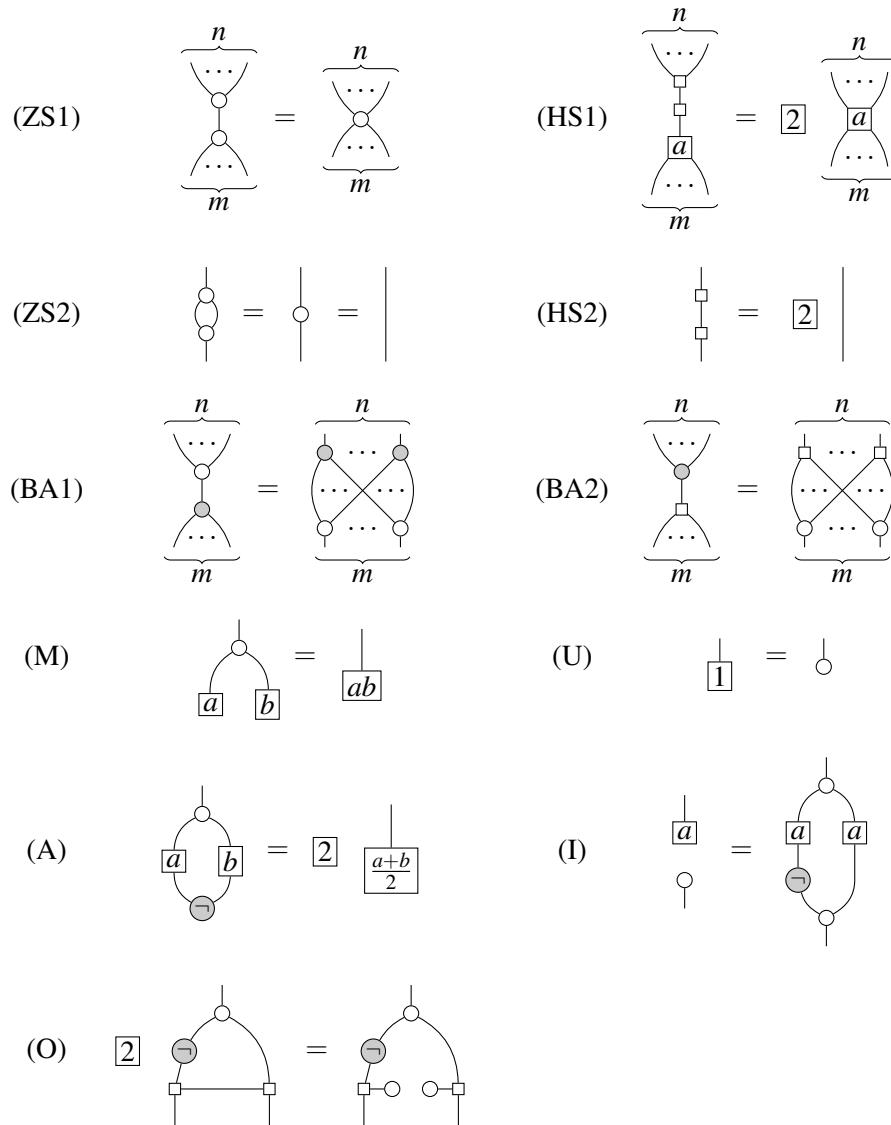 n n
(ZS1) ... = ... (HS1) ... = 2 ...
... ... a a
m m ... ...
m m
(ZS2) = = (HS2) = 2
n n n n
... ... ... ... ... ...
(BA1) = ... ... (BA2) = ... ...
... ... ... ... ... ...
m m m m
(M) = (U) =
a b ab 1
(A) a b = 2 a+b/2 (I) a = a a
¬ ¬
(O) 2 ¬ = ¬